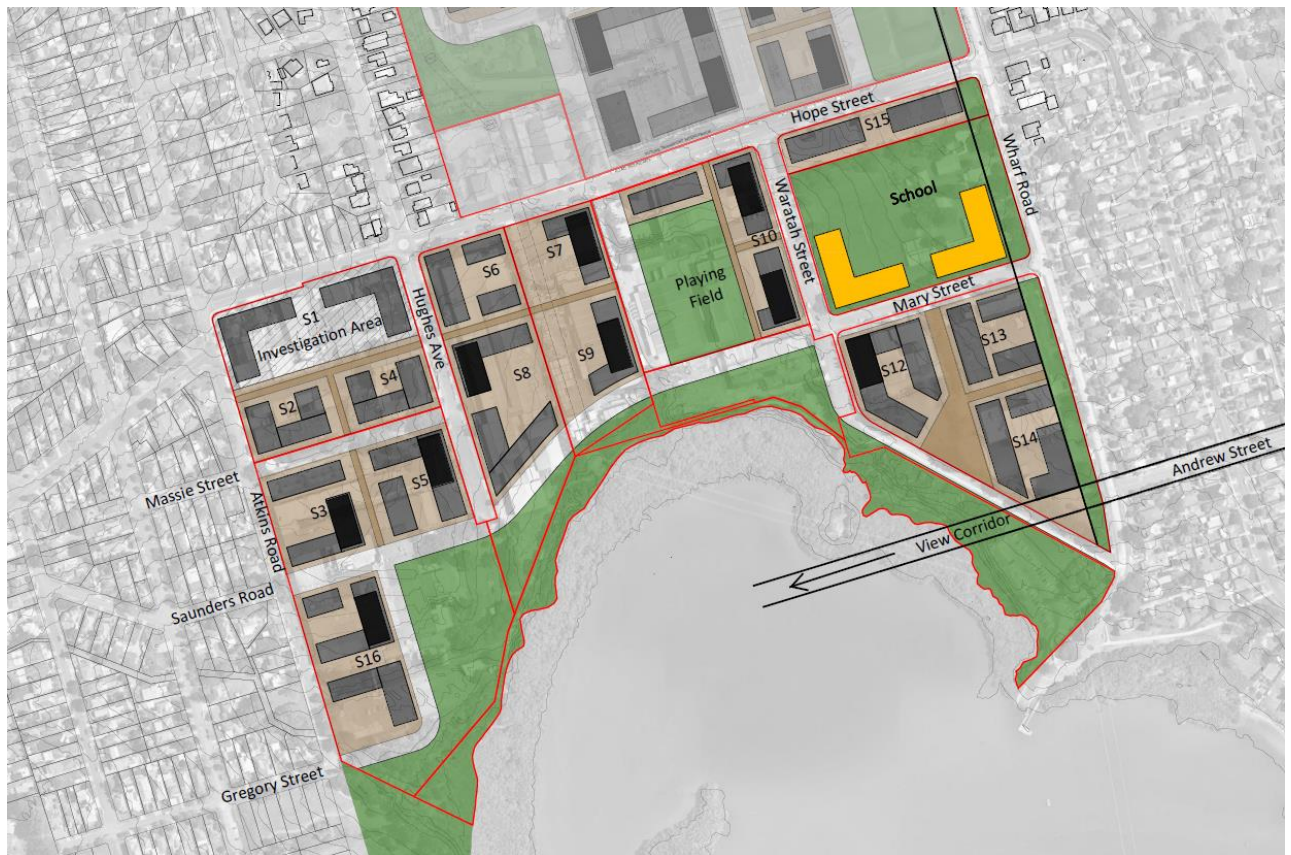 Hope Street
S15
Wharf Road
School
Waratah Street
S7
S10
S6
Playing
Field
Mary Street
S1
Investigation Area
Hughes Ave
S9
S8
S13
S12
S4
S2
S14
Andrew Street
View Corridor
Massie Street
S5
S3
Atkins Road
Saunders Road
S16
Gregory Street